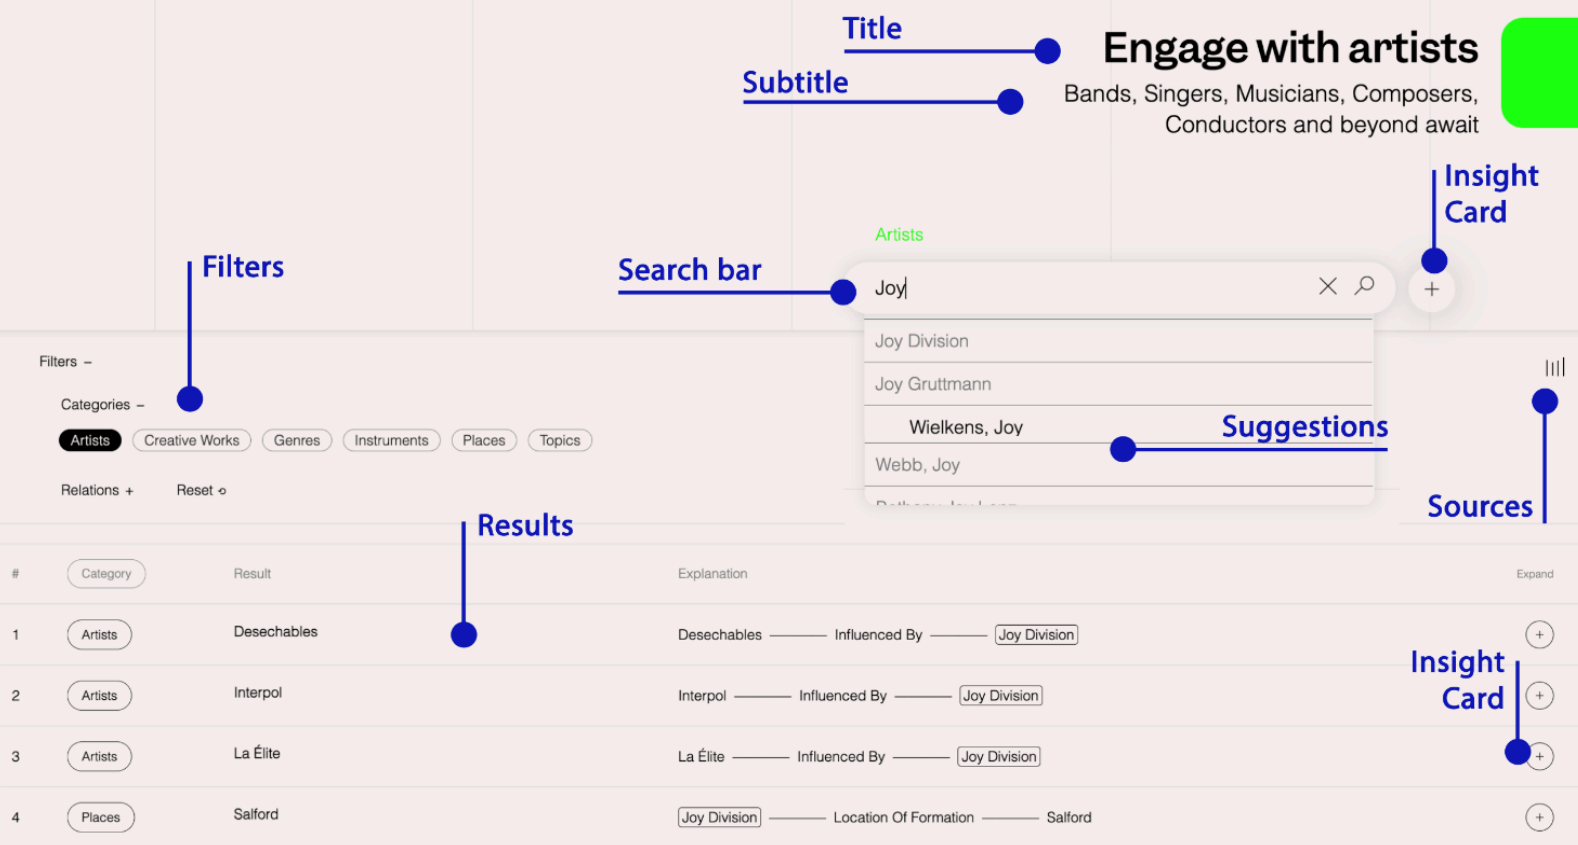 Title
Engage with artists
Subtitle
Bands, Singers, Musicians, Composers,
Conductors and beyond await
Insight
Card
Artists
Filters
Search bar
Joy
+
Joy Division
Joy Gruttmann
Wielkens, Joy
Suggestions
Webb, Joy
Filters –
Categories –
Artists Creative Works Genres Instruments Places Topics
Relations + Reset
Sources
Results
# Category Result Explanation Expand
1 Artists Desechables Desechables Influenced By Joy Division +
Insight
Card
2 Artists Interpol Interpol Influenced By Joy Division +
3 Artists La Élite La Élite Influenced By Joy Division +
4 Places Salford Joy Division Location Of Formation Salford +